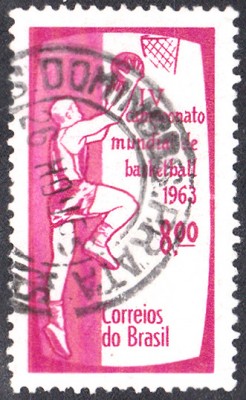 IV
campeonato
mundial de
basketball
1963
8,00
Correios
do Brasil